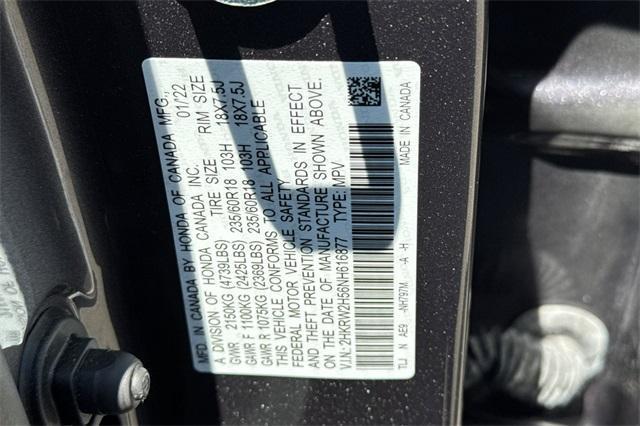 MFD. IN CANADA BY HONDA OF CANADA MFG.,
A DIVISION OF HONDA CANADA INC. 01/22
TIRE SIZE RIM SIZE
GVWR 2150KG (4739LBS)
GAWR F 1100KG (2425LBS) 235/60R18 103H 18X7.5J
GAWR R 1075KG (2369LBS) 235/60R18 103H 18X7.5J
THIS VEHICLE CONFORMS TO ALL APPLICABLE
FEDERAL MOTOR VEHICLE SAFETY
AND THEFT PREVENTION STANDARDS IN EFFECT
ON THE DATE OF MANUFACTURE SHOWN ABOVE.
V.I.N.: 2HKRW2H56NH616877 TYPE: MPV
TLJ N AE9 -NH797M -A -H MADE IN CANADA